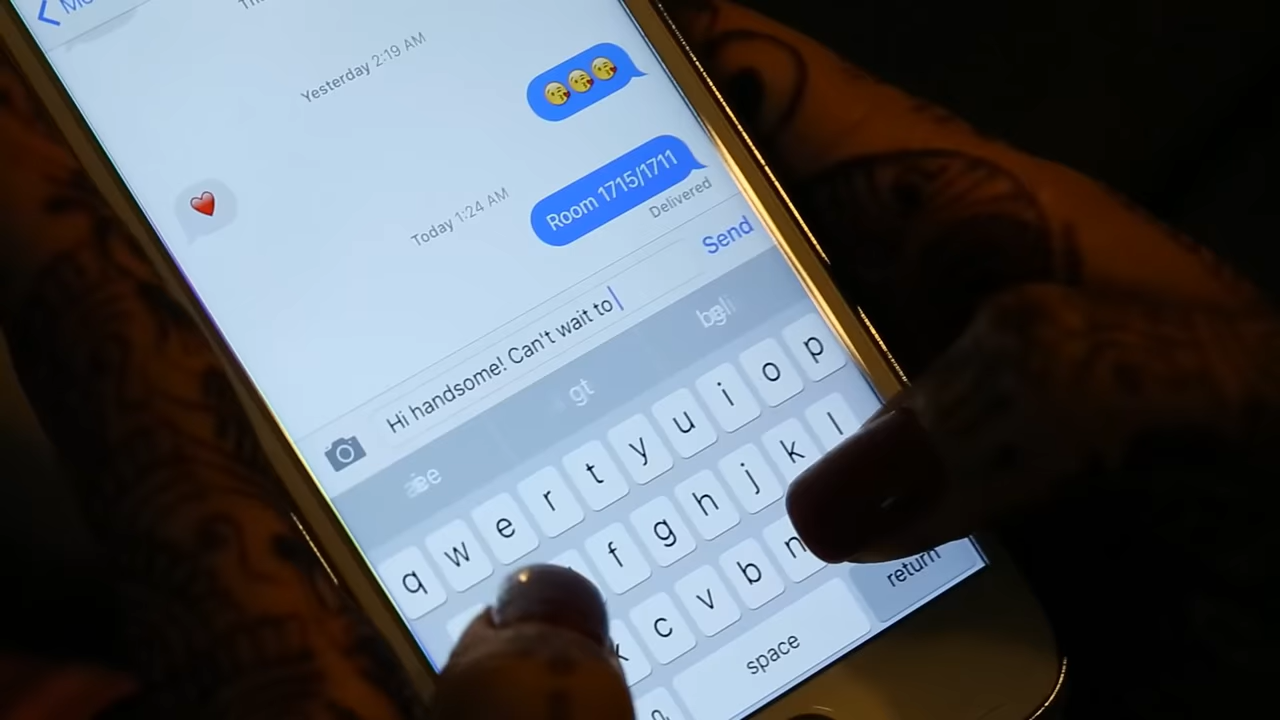 Yesterday 2:19 AM
😘😘😘
❤️
Today 1:24 AM
Room 1715/1711
Delivered
Send
Hi handsome! Can't wait to
q w e r t y u i o p
f g h j k l
c v b n
space
return